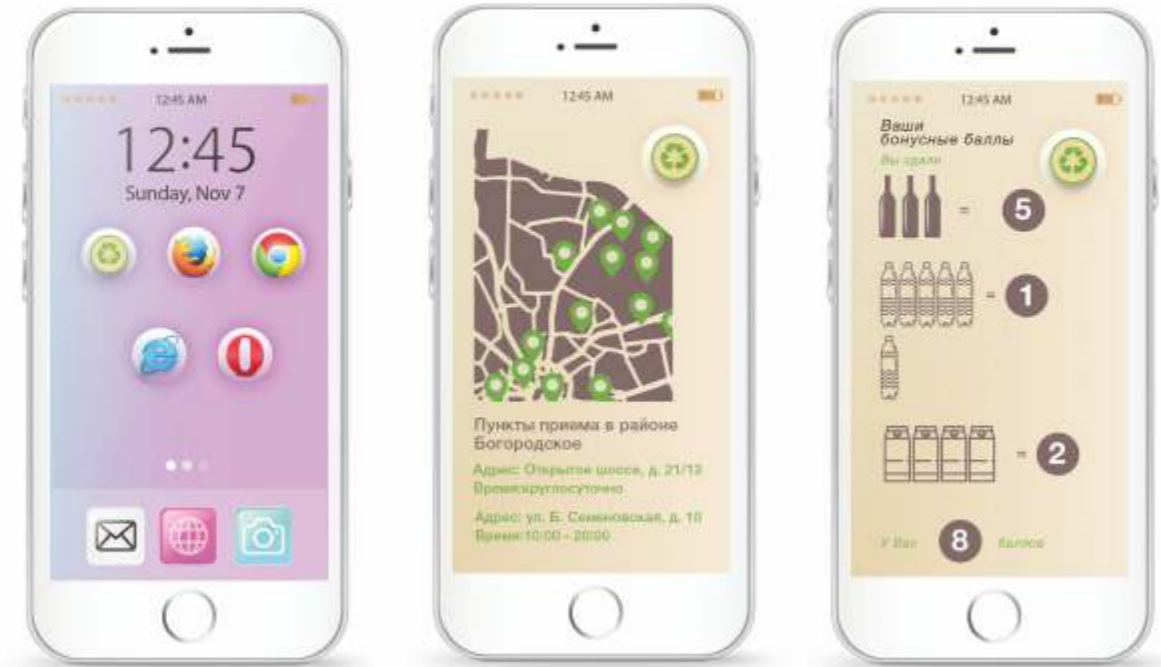 12:45 AM
12:45
Sunday, Nov 7
12:45 AM
Пункты приема в районе
Богородское
Адрес: Открытое шоссе, д. 21/13
Время:круглосуточно
Адрес: ул. Б. Семеновская, д. 10
Время:10:00 - 20:00
12:45 AM
Ваши
бонусные баллы
Вы сдали
= 5
= 1
= 2
У Вас 8 баллов